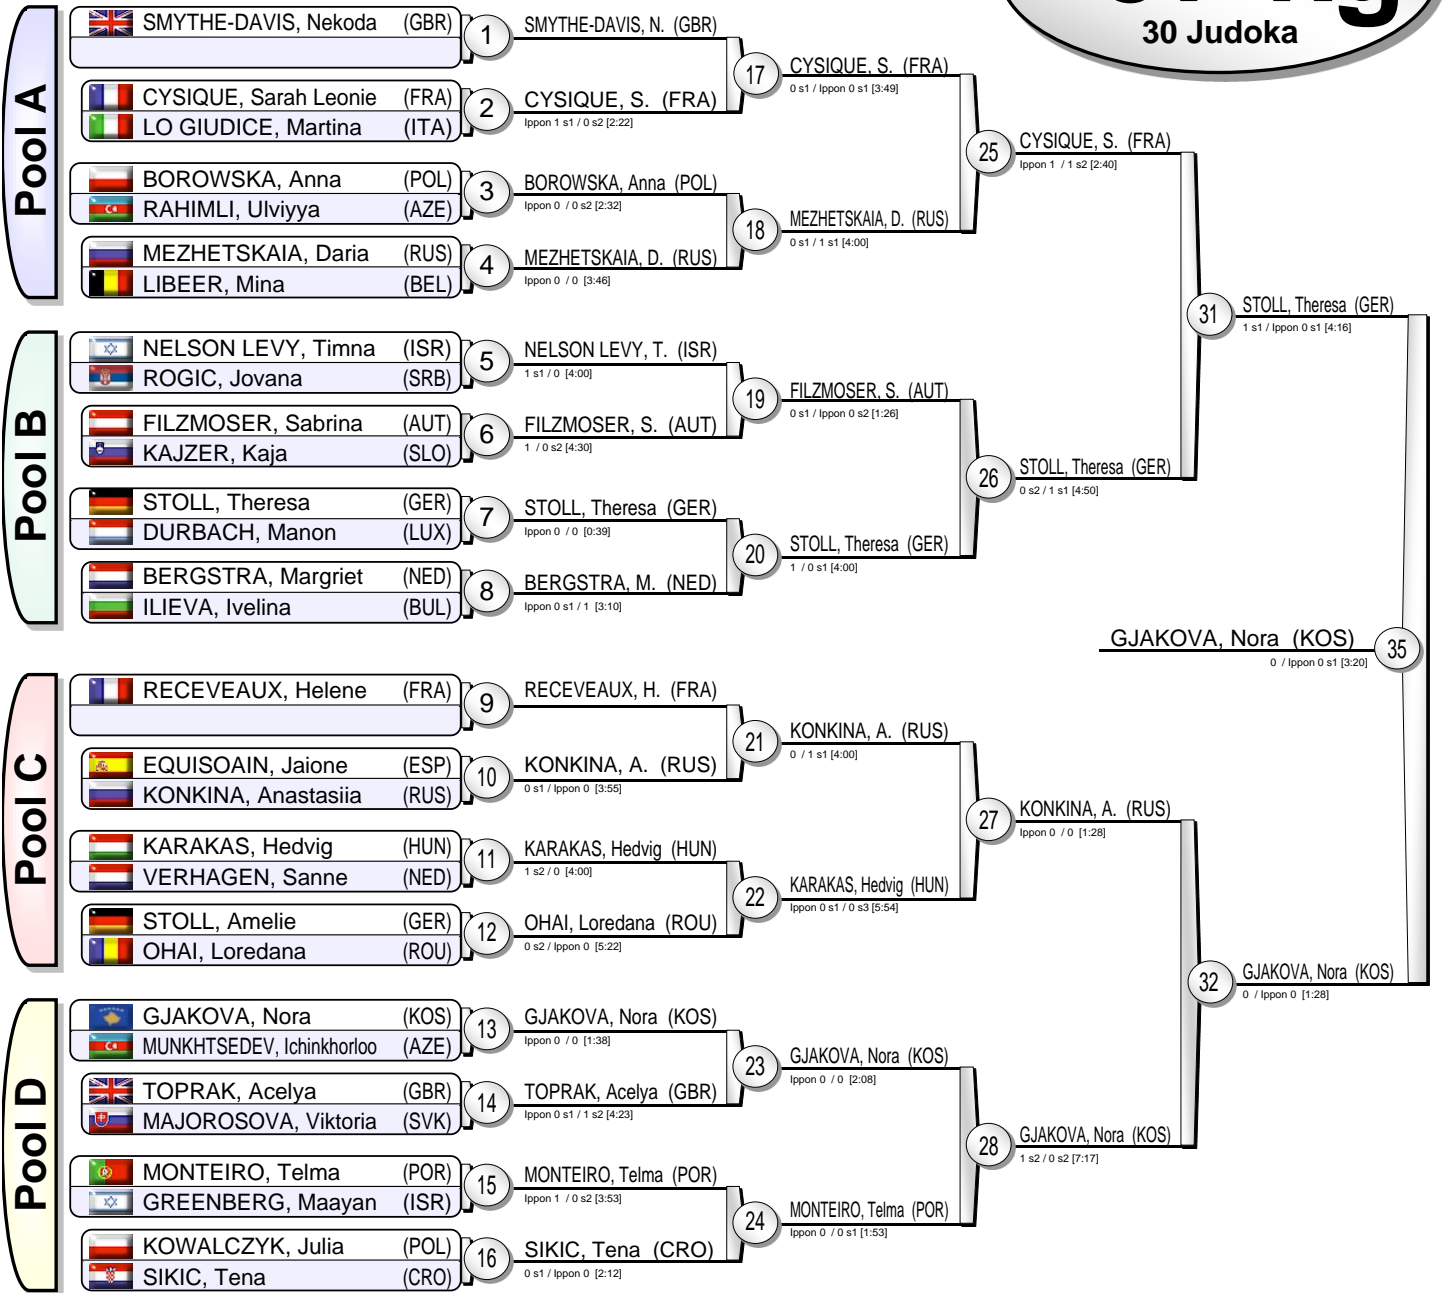 30 Judoka
Pool A
SMYTHE-DAVIS, Nekoda (GBR)
CYSIQUE, Sarah Leonie (FRA)
LO GIUDICE, Martina (ITA)
BOROWSKA, Anna (POL)
RAHIMLI, Ulviyya (AZE)
MEZHETSKAIA, Daria (RUS)
LIBEER, Mina (BEL)
Pool B
NELSON LEVY, Timna (ISR)
ROGIC, Jovana (SRB)
FILZMOSER, Sabrina (AUT)
KAJZER, Kaja (SLO)
STOLL, Theresa (GER)
DURBACH, Manon (LUX)
BERGSTRA, Margriet (NED)
ILIEVA, Ivelina (BUL)
Pool C
RECEVEAUX, Helene (FRA)
EQUISOAIN, Jaione (ESP)
KONKINA, Anastasiia (RUS)
KARAKAS, Hedvig (HUN)
VERHAGEN, Sanne (NED)
STOLL, Amelie (GER)
OHAI, Loredana (ROU)
Pool D
GJAKOVA, Nora (KOS)
MUNKHTSEDEV, Ichinkhorloo (AZE)
TOPRAK, Acelya (GBR)
MAJOROSOVA, Viktoria (SVK)
MONTEIRO, Telma (POR)
GREENBERG, Maayan (ISR)
KOWALCZYK, Julia (POL)
SIKIC, Tena (CRO)
1
SMYTHE-DAVIS, N. (GBR)
2
CYSIQUE, S. (FRA)
Ippon 1 s1 / 0 s2 [2:22]
3
BOROWSKA, Anna (POL)
Ippon 0 / 0 s2 [2:32]
4
MEZHETSKAIA, D. (RUS)
Ippon 0 / 0 [3:46]
5
NELSON LEVY, T. (ISR)
1 s1 / 0 [4:00]
6
FILZMOSER, S. (AUT)
1 / 0 s2 [4:30]
7
STOLL, Theresa (GER)
Ippon 0 / 0 [0:39]
8
BERGSTRA, M. (NED)
Ippon 0 s1 / 1 [3:10]
9
RECEVEAUX, H. (FRA)
10
KONKINA, A. (RUS)
0 s1 / Ippon 0 [3:55]
11
KARAKAS, Hedvig (HUN)
1 s2 / 0 [4:00]
12
OHAI, Loredana (ROU)
0 s2 / Ippon 0 [5:22]
13
GJAKOVA, Nora (KOS)
Ippon 0 / 0 [1:38]
14
TOPRAK, Acelya (GBR)
Ippon 0 s1 / 1 s2 [4:23]
15
MONTEIRO, Telma (POR)
Ippon 1 / 0 s2 [3:53]
16
SIKIC, Tena (CRO)
0 s1 / Ippon 0 [2:12]
17
CYSIQUE, S. (FRA)
0 s1 / Ippon 0 s1 [3:49]
18
MEZHETSKAIA, D. (RUS)
0 s1 / 1 s1 [4:00]
19
FILZMOSER, S. (AUT)
0 s1 / Ippon 0 s2 [1:26]
20
STOLL, Theresa (GER)
1 / 0 s1 [4:00]
21
KONKINA, A. (RUS)
0 / 1 s1 [4:00]
22
KARAKAS, Hedvig (HUN)
Ippon 0 s1 / 0 s3 [5:54]
23
GJAKOVA, Nora (KOS)
Ippon 0 / 0 [2:08]
24
MONTEIRO, Telma (POR)
Ippon 0 / 0 s1 [1:53]
25
CYSIQUE, S. (FRA)
Ippon 1 / 1 s2 [2:40]
26
STOLL, Theresa (GER)
0 s2 / 1 s1 [4:50]
27
KONKINA, A. (RUS)
Ippon 0 / 0 [1:28]
28
GJAKOVA, Nora (KOS)
1 s2 / 0 s2 [7:17]
31
STOLL, Theresa (GER)
1 s1 / Ippon 0 s1 [4:16]
32
GJAKOVA, Nora (KOS)
0 / Ippon 0 [1:28]
GJAKOVA, Nora (KOS)
35
0 / Ippon 0 s1 [3:20]